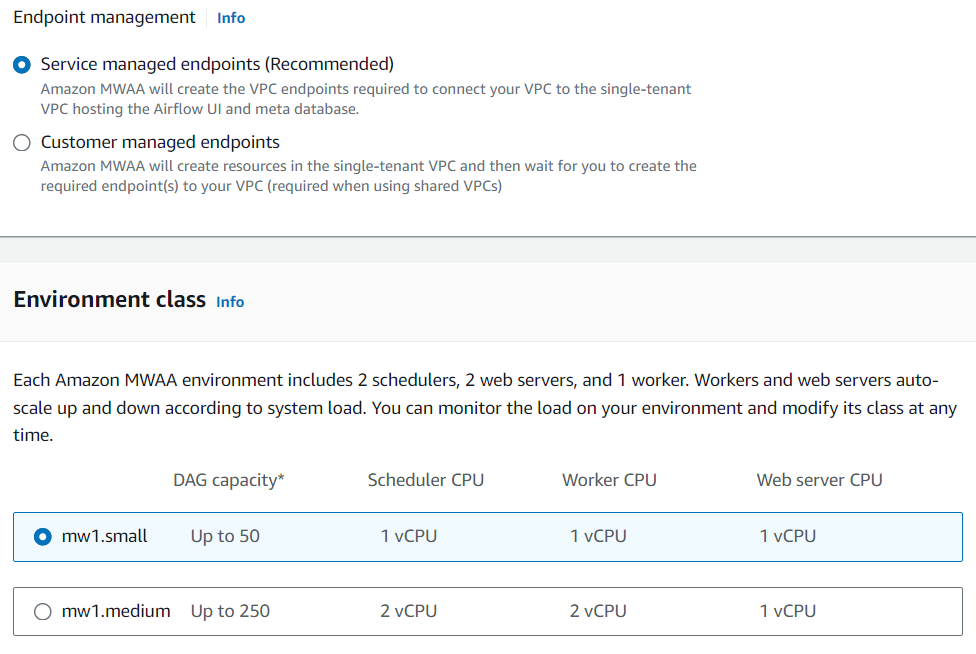 Endpoint management Info
Service managed endpoints (Recommended)
Amazon MWAA will create the VPC endpoints required to connect your VPC to the single-tenant
VPC hosting the Airflow UI and meta database.
Customer managed endpoints
Amazon MWAA will create resources in the single-tenant VPC and then wait for you to create the
required endpoint(s) to your VPC (required when using shared VPCs)
Environment class Info
Each Amazon MWAA environment includes 2 schedulers, 2 web servers, and 1 worker. Workers and web servers auto-
scale up and down according to system load. You can monitor the load on your environment and modify its class at any
time.
DAG capacity* Scheduler CPU Worker CPU Web server CPU
mw1.small Up to 50 1 vCPU 1 vCPU 1 vCPU
mw1.medium Up to 250 2 vCPU 2 vCPU 1 vCPU